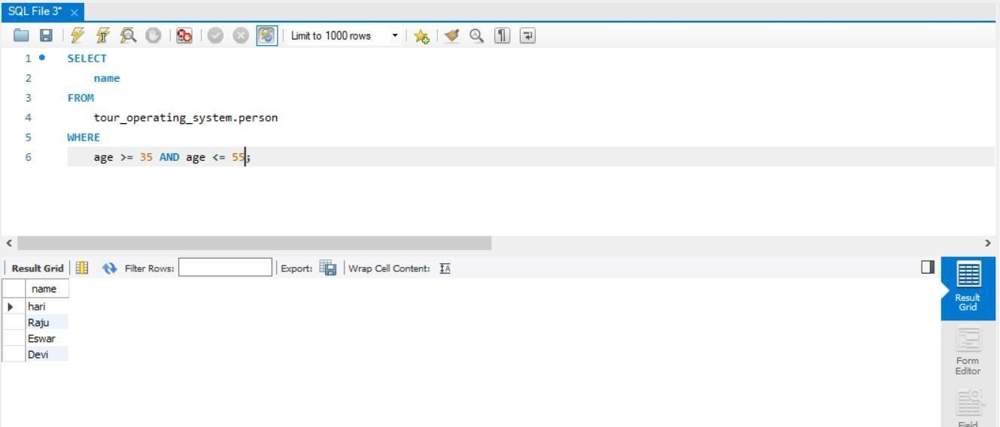 SQL File 3*
Limit to 1000 rows
1 SELECT
2 name
3 FROM
4 tour_operating_system.person
5 WHERE
6 age >= 35 AND age <= 55;
Result Grid Filter Rows: Export: Wrap Cell Content: IA
name
hari
Raju
Eswar
Devi
Result
Grid
Form
Editor
Field